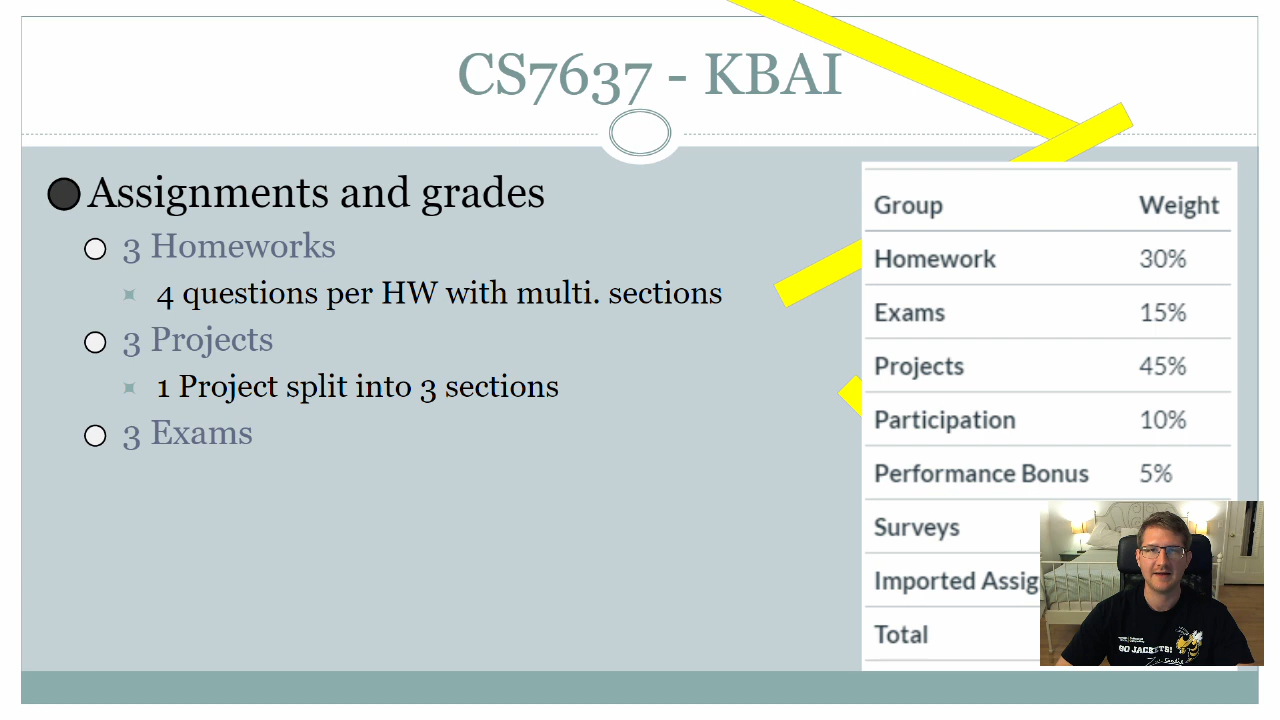 CS7637 - KBAI
Assignments and grades
3 Homeworks
4 questions per HW with multi. sections
3 Projects
1 Project split into 3 sections
3 Exams
Group Weight
Homework 30%
Exams 15%
Projects 45%
Participation 10%
Performance Bonus 5%
Surveys
Imported Assig
Total
GO JACKETS!